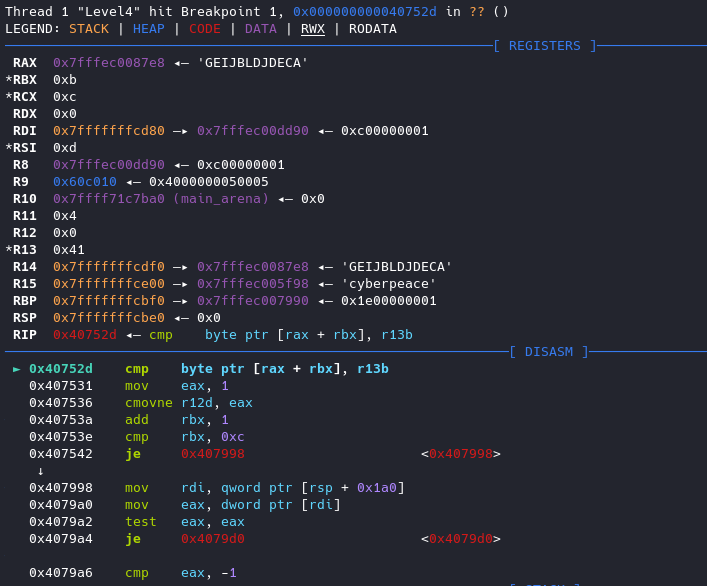 Thread 1 "Level4" hit Breakpoint 1, 0x000000000040752d in ?? ()
LEGEND: STACK | HEAP | CODE | DATA | RWX | RODATA
[ REGISTERS ]
RAX 0x7fffec0087e8 ◂— 'GEIJBLDJDECA'
*RBX 0xb
*RCX 0xc
RDX 0x0
RDI 0x7fffffffcd80 —▸ 0x7fffec00dd90 ◂— 0xc00000001
*RSI 0xd
R8 0x7fffec00dd90 ◂— 0xc00000001
R9 0x60c010 ◂— 0x4000000050005
R10 0x7ffff71c7ba0 (main_arena) ◂— 0x0
R11 0x4
R12 0x0
*R13 0x41
R14 0x7fffffffcdf0 —▸ 0x7fffec0087e8 ◂— 'GEIJBLDJDECA'
R15 0x7fffffffce00 —▸ 0x7fffec005f98 ◂— 'cyberpeace'
RBP 0x7fffffffcbf0 —▸ 0x7fffec007990 ◂— 0x1e00000001
RSP 0x7fffffffcbe0 ◂— 0x0
RIP 0x40752d ◂— cmp byte ptr [rax + rbx], r13b
[ DISASM ]
► 0x40752d cmp byte ptr [rax + rbx], r13b
0x407531 mov eax, 1
0x407536 cmovne r12d, eax
0x40753a add rbx, 1
0x40753e cmp rbx, 0xc
0x407542 je 0x407998 <0x407998>
↓
0x407998 mov rdi, qword ptr [rsp + 0x1a0]
0x4079a0 mov eax, dword ptr [rdi]
0x4079a2 test eax, eax
0x4079a4 je 0x4079d0 <0x4079d0>
0x4079a6 cmp eax, -1